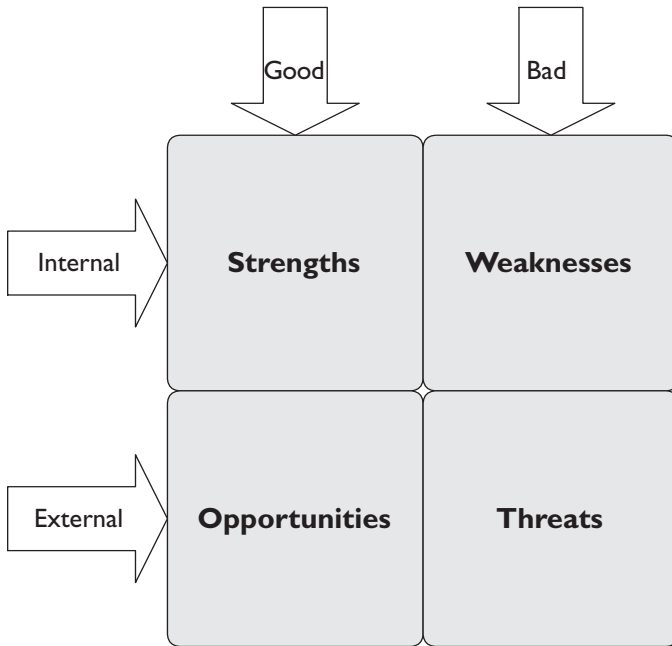 Good Bad
Internal Strengths Weaknesses
External Opportunities Threats